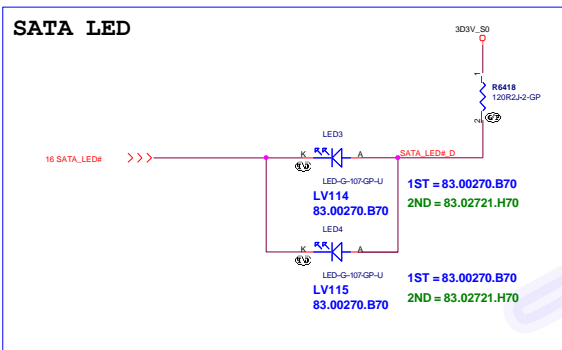 SATA LED
3D3V_S0
1
R6418
120R2J-2-GP
2
LED3
16 SATA_LED#
K
A
SATA_LED#_D
LED-G-107-GP-U
LV114
83.00270.B70
1ST = 83.00270.B70
2ND = 83.02721.H70
LED4
K
A
LED-G-107-GP-U
LV115
83.00270.B70
1ST = 83.00270.B70
2ND = 83.02721.H70